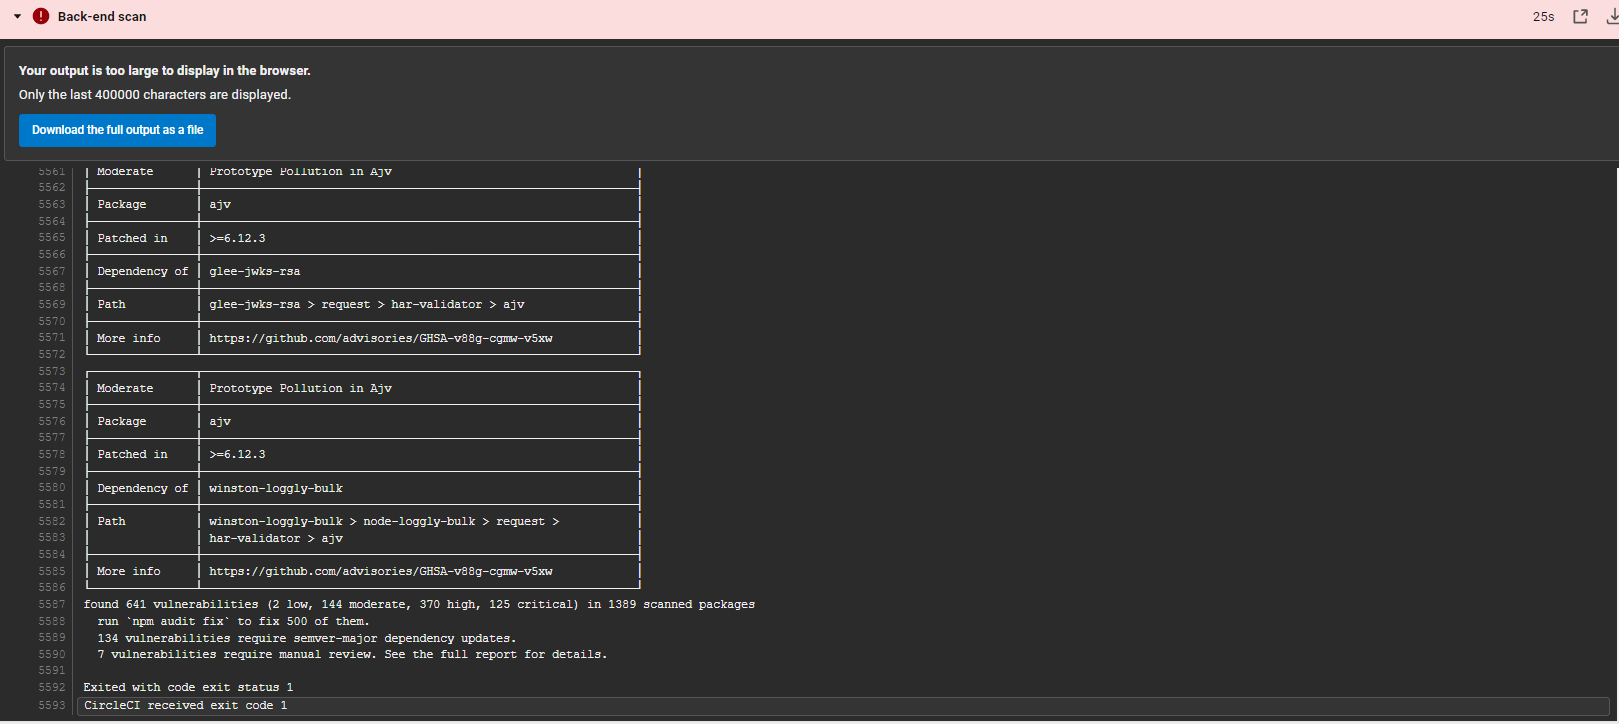 Back-end scan
25s
Your output is too large to display in the browser.
Only the last 400000 characters are displayed.
Download the full output as a file
5561 Moderate Prototype Pollution in Ajv
5562
5563 Package ajv
5564
5565 Patched in >=6.12.3
5566
5567 Dependency of glee-jwks-rsa
5568
5569 Path glee-jwks-rsa > request > har-validator > ajv
5570
5571 More info https://github.com/advisories/GHSA-v88g-cgmw-v5xw
5572
5573
5574 Moderate Prototype Pollution in Ajv
5575
5576 Package ajv
5577
5578 Patched in >=6.12.3
5579
5580 Dependency of winston-loggly-bulk
5581
5582 Path winston-loggly-bulk > node-loggly-bulk > request >
5583 har-validator > ajv
5584
5585 More info https://github.com/advisories/GHSA-v88g-cgmw-v5xw
5586
5587 found 641 vulnerabilities (2 low, 144 moderate, 370 high, 125 critical) in 1389 scanned packages
5588 run `npm audit fix` to fix 500 of them.
5589 134 vulnerabilities require semver-major dependency updates.
5590 7 vulnerabilities require manual review. See the full report for details.
5591
5592 Exited with code exit status 1
5593 CircleCI received exit code 1